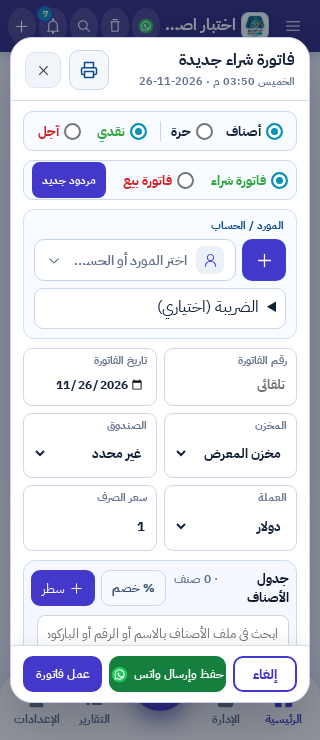 اختبار اصـ...
7
فاتورة شراء جديدة
الخميس 03:50 م · 2026-11-26
أصناف
حرة
نقدي
آجل
فاتورة شراء
فاتورة بيع
مردود جديد
المورد / الحساب
اختر المورد أو الحسـ...
الضريبة (اختياري)
رقم الفاتورة
تلقائي
تاريخ الفاتورة
11/26/2026
المخزن
مخزن المعرض
الصندوق
غير محدد
العملة
دولار
سعر الصرف
1
جدول الأصناف
· 0 صنف
% خصم
+ سطر
ابحث في ملف الأصناف بالاسم أو الرقم أو الباركود
إلغاء
حفظ وإرسال واتس
عمل فاتورة
الرئيسية
الإدارة
التقارير
الإعدادات